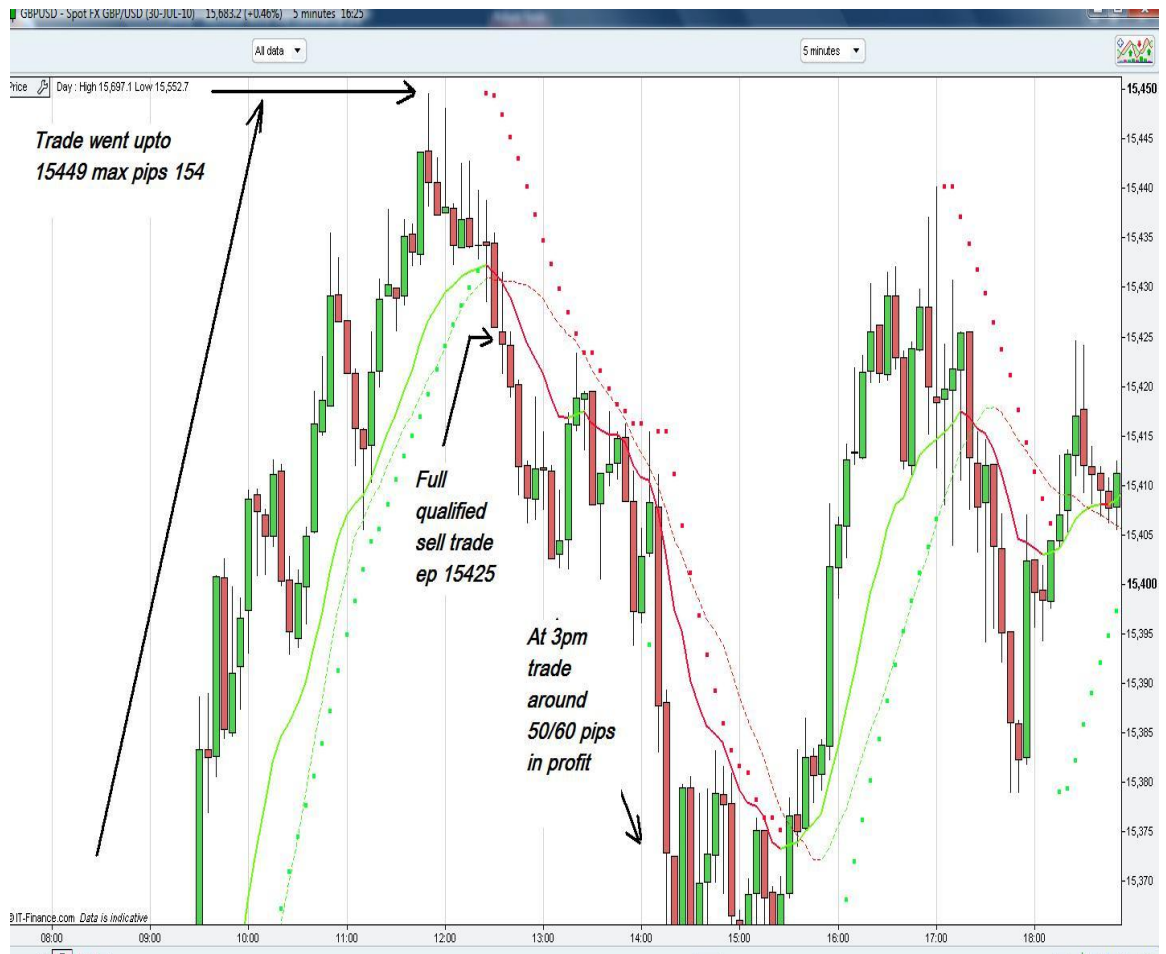 GBPUSD - Spot FX GBP/USD (30-JUL-10) 15,683.2 (+0.46%) 5 minutes 16:25
All data
5 minutes
Price Day : High 15,697.1 Low 15,552.7
Trade went upto
15449 max pips 154
Full
qualified
sell trade
ep 15425
At 3pm
trade
around
50/60 pips
in profit
15,450
15,445
15,440
15,435
15,430
15,425
15,420
15,415
15,410
15,405
15,400
15,395
15,390
15,385
15,380
15,375
15,370
© IT-Finance.com Data is indicative
08:00 09:00 10:00 11:00 12:00 13:00 14:00 15:00 16:00 17:00 18:00